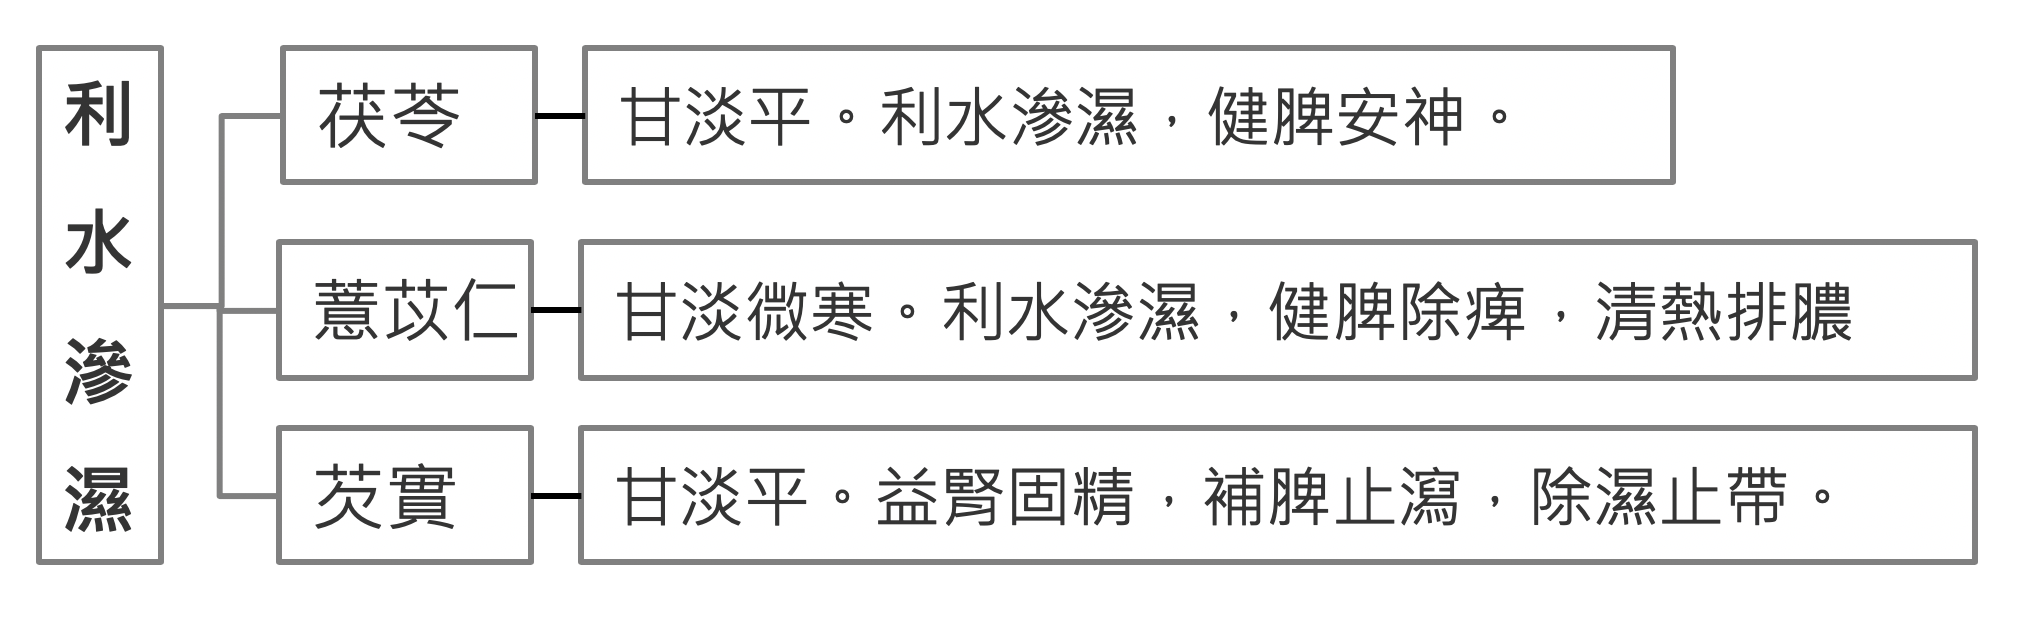 利水滲濕
茯苓
甘淡平。利水滲濕，健脾安神。
薏苡仁
甘淡微寒。利水滲濕，健脾除痺，清熱排膿
芡實
甘淡平。益腎固精，補脾止瀉，除濕止帶。